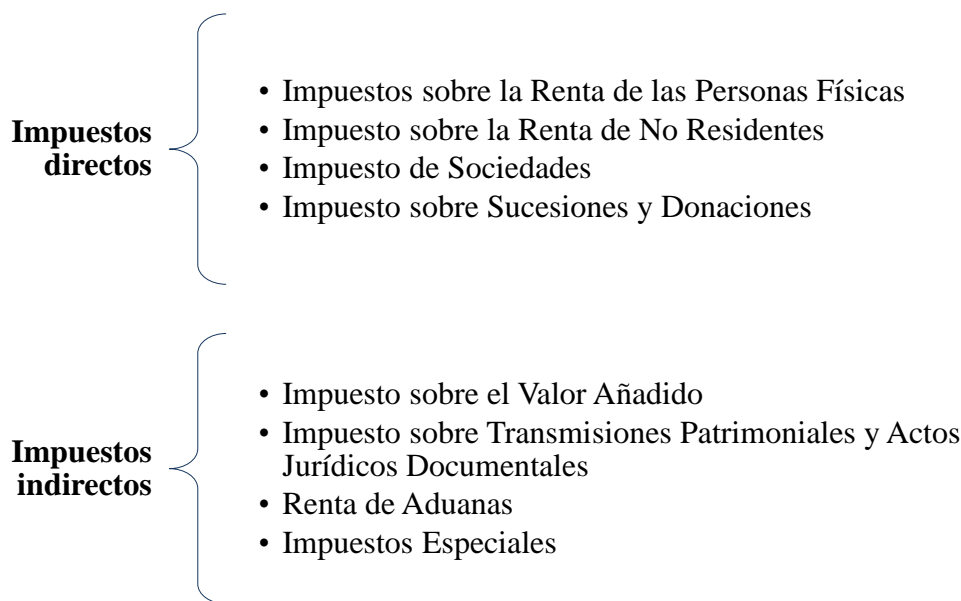 Impuestos
directos
• Impuestos sobre la Renta de las Personas Físicas
• Impuesto sobre la Renta de No Residentes
• Impuesto de Sociedades
• Impuesto sobre Sucesiones y Donaciones
Impuestos
indirectos
• Impuesto sobre el Valor Añadido
• Impuesto sobre Transmisiones Patrimoniales y Actos
Jurídicos Documentales
• Renta de Aduanas
• Impuestos Especiales